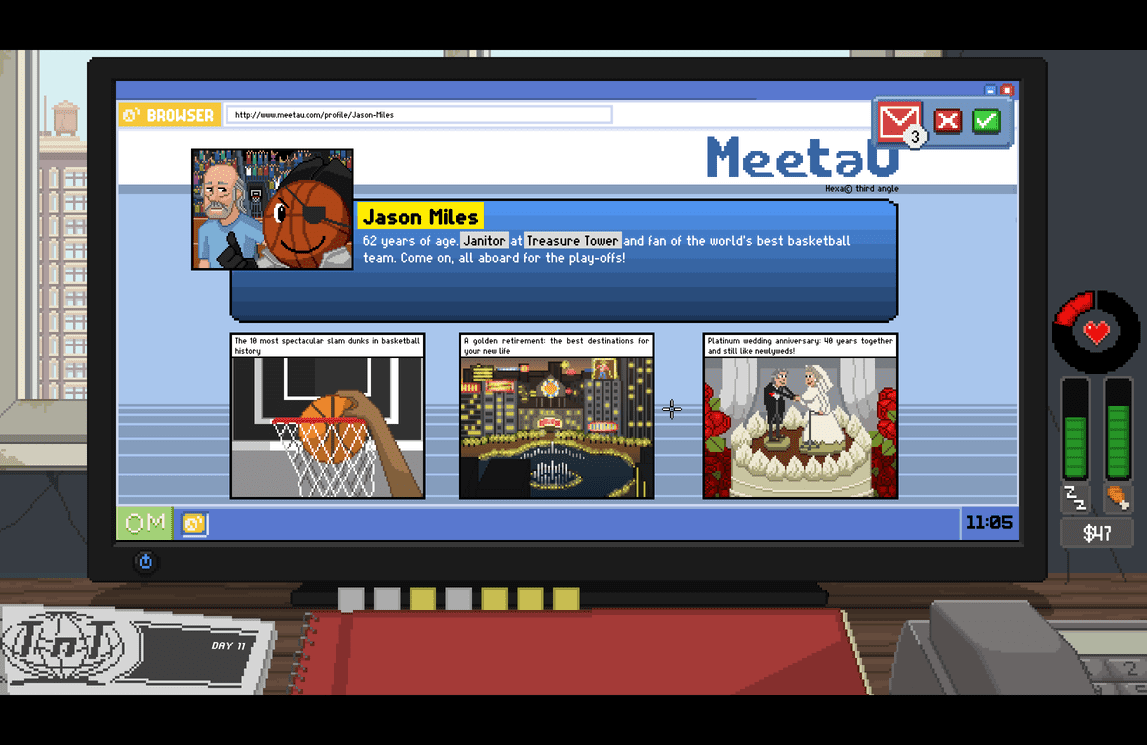 BROWSER
http://www.meetau.com/profile/Jason-Miles
3
MeetaU
Hexa© third angle
Jason Miles
62 years of age. Janitor at Treasure Tower and fan of the world's best basketball
team. Come on, all aboard for the play-offs!
The 10 most spectacular slam dunks in basketball
history
A golden retirement: the best destinations for
your new life
Platinum wedding anniversary: 40 years together
and still like newlyweds!
OM
11:05
zzz
$47
TnT
DAY 11
2